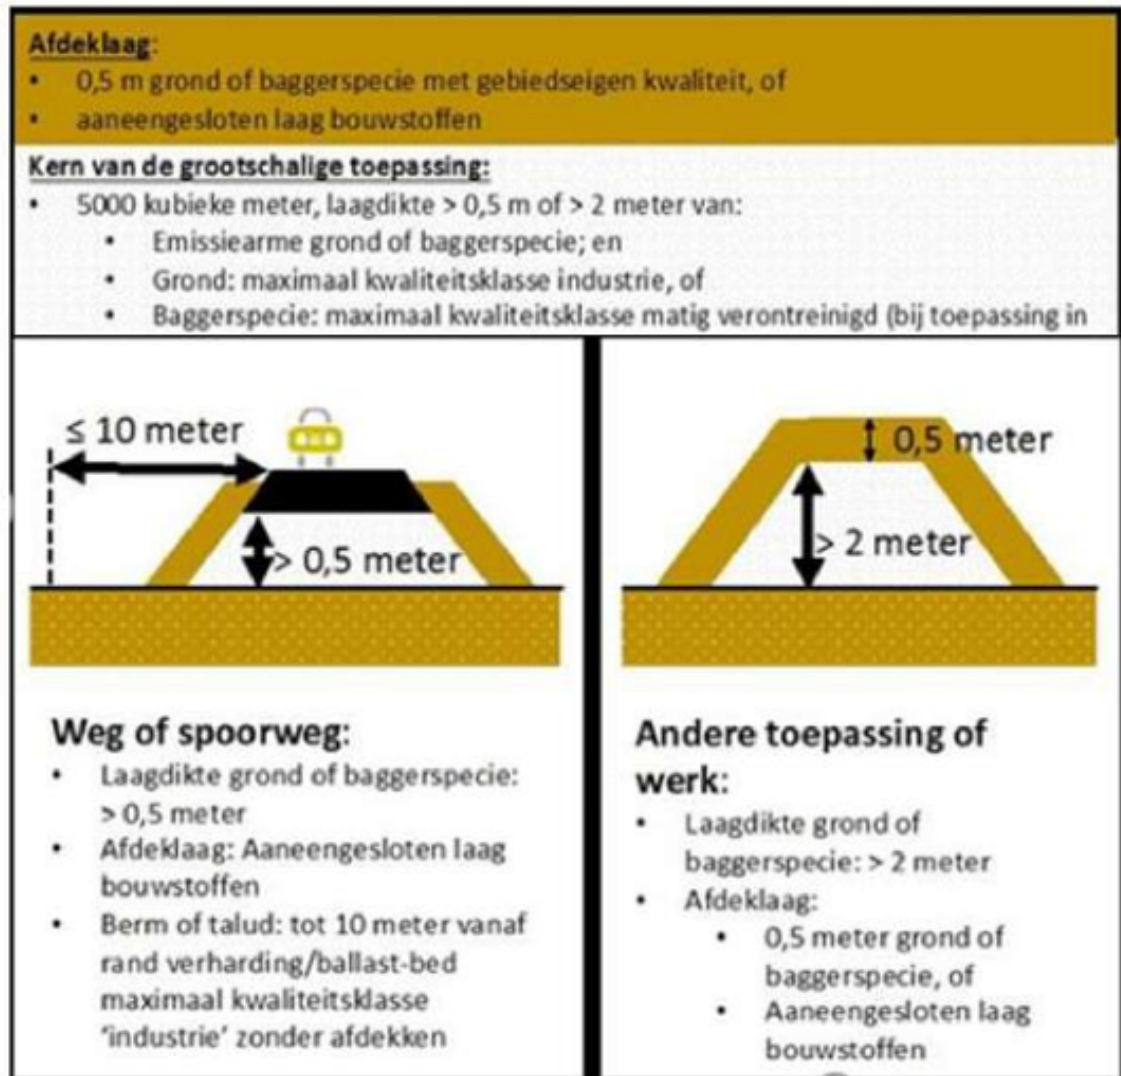 Afdeklaag:
• 0,5 m grond of baggerspecie met gebiedseigen kwaliteit, of
• aaneengesloten laag bouwstoffen
Kern van de grootschalige toepassing:
• 5000 kubieke meter, laagdikte > 0,5 m of > 2 meter van:
• Emissiearme grond of baggerspecie; en
• Grond: maximaal kwaliteitsklasse industrie, of
• Baggerspecie: maximaal kwaliteitsklasse matig verontreinigd (bij toepassing in
≤ 10 meter
> 0,5 meter
Weg of spoorweg:
• Laagdikte grond of baggerspecie:
> 0,5 meter
• Afdeklaag: Aaneengesloten laag
bouwstoffen
• Berm of talud: tot 10 meter vanaf
rand verharding/ballast-bed
maximaal kwaliteitsklasse
‘industrie’ zonder afdekken
0,5 meter
> 2 meter
Andere toepassing of
werk:
• Laagdikte grond of
baggerspecie: > 2 meter
• Afdeklaag:
• 0,5 meter grond of
baggerspecie, of
• Aaneengesloten laag
bouwstoffen